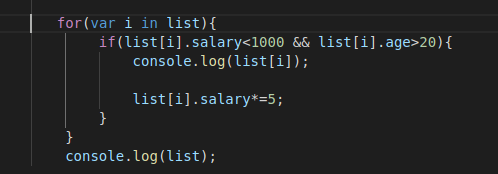 for(var i in list){
if(list[i].salary<1000 && list[i].age>20){
console.log(list[i]);
list[i].salary*=5;
}
}
console.log(list);